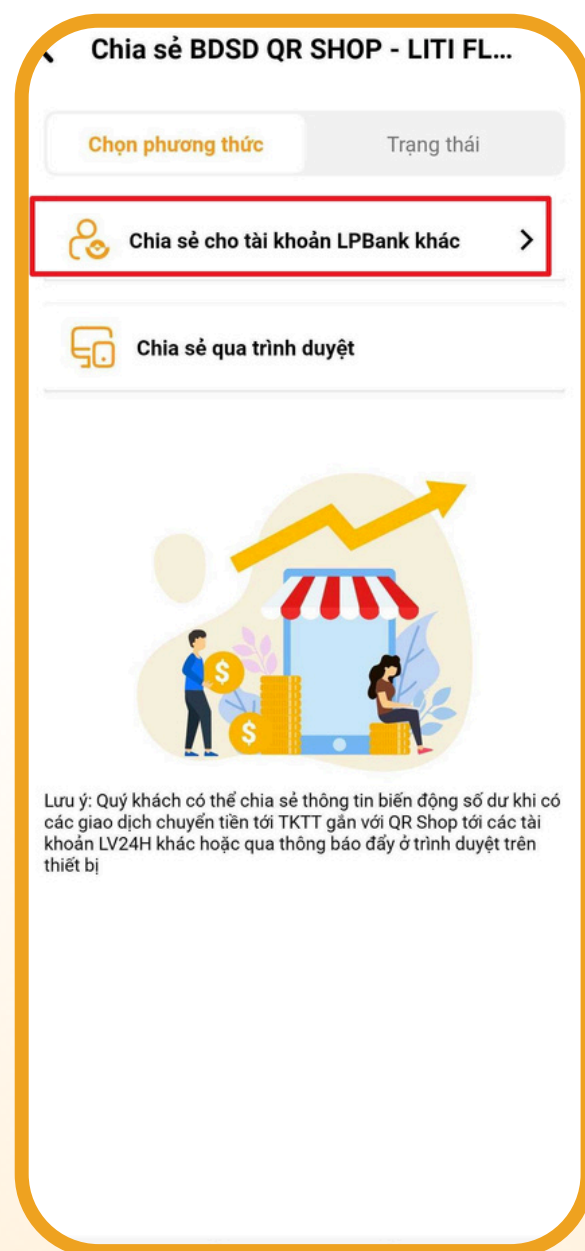 Chia sẻ BDSD QR SHOP - LITI FL...
Chọn phương thức
Trạng thái
Chia sẻ cho tài khoản LPBank khác
Chia sẻ qua trình duyệt
$
$
Lưu ý: Quý khách có thể chia sẻ thông tin biến động số dư khi có
các giao dịch chuyển tiền tới TKTT gắn với QR Shop tới các tài
khoản LV24H khác hoặc qua thông báo đẩy ở trình duyệt trên
thiết bị